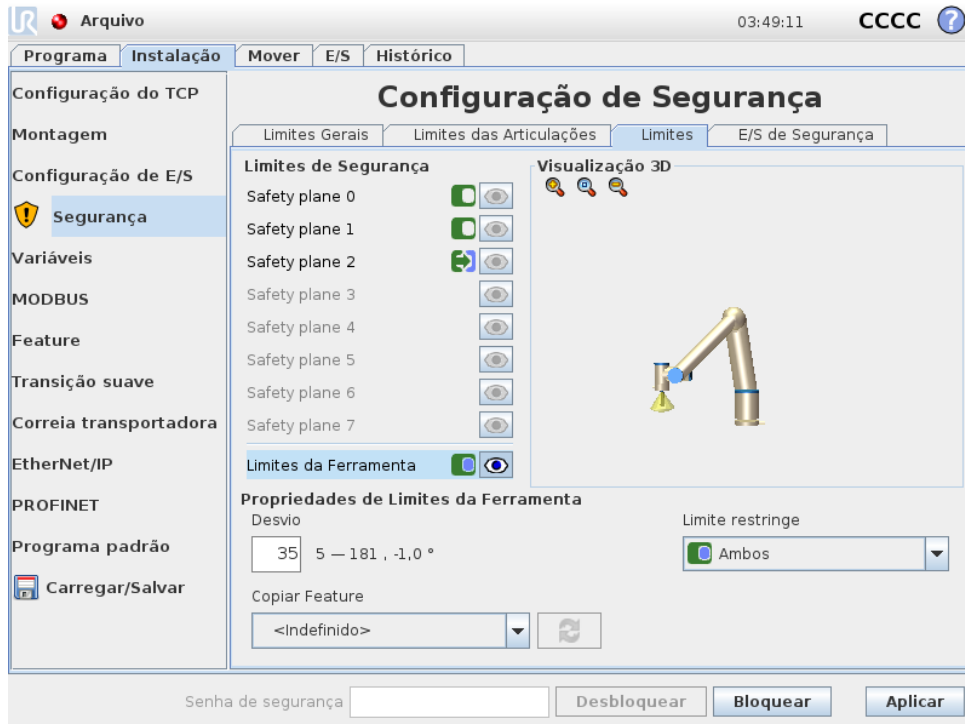 UR Arquivo 03:49:11 CCCC ?
Programa Instalação Mover E/S Histórico
Configuração do TCP
Montagem
Configuração de E/S
Segurança
Variáveis
MODBUS
Feature
Transição suave
Correia transportadora
EtherNet/IP
PROFINET
Programa padrão
Carregar/Salvar
Configuração de Segurança
Limites Gerais Limites das Articulações Limites E/S de Segurança
Limites de Segurança
Safety plane 0
Safety plane 1
Safety plane 2
Safety plane 3
Safety plane 4
Safety plane 5
Safety plane 6
Safety plane 7
Limites da Ferramenta
Visualização 3D
Propriedades de Limites da Ferramenta
Desvio
35 5 — 181 , -1,0 °
Limite restringe
Ambos
Copiar Feature
<Indefinido>
Senha de segurança Desbloquear Bloquear Aplicar